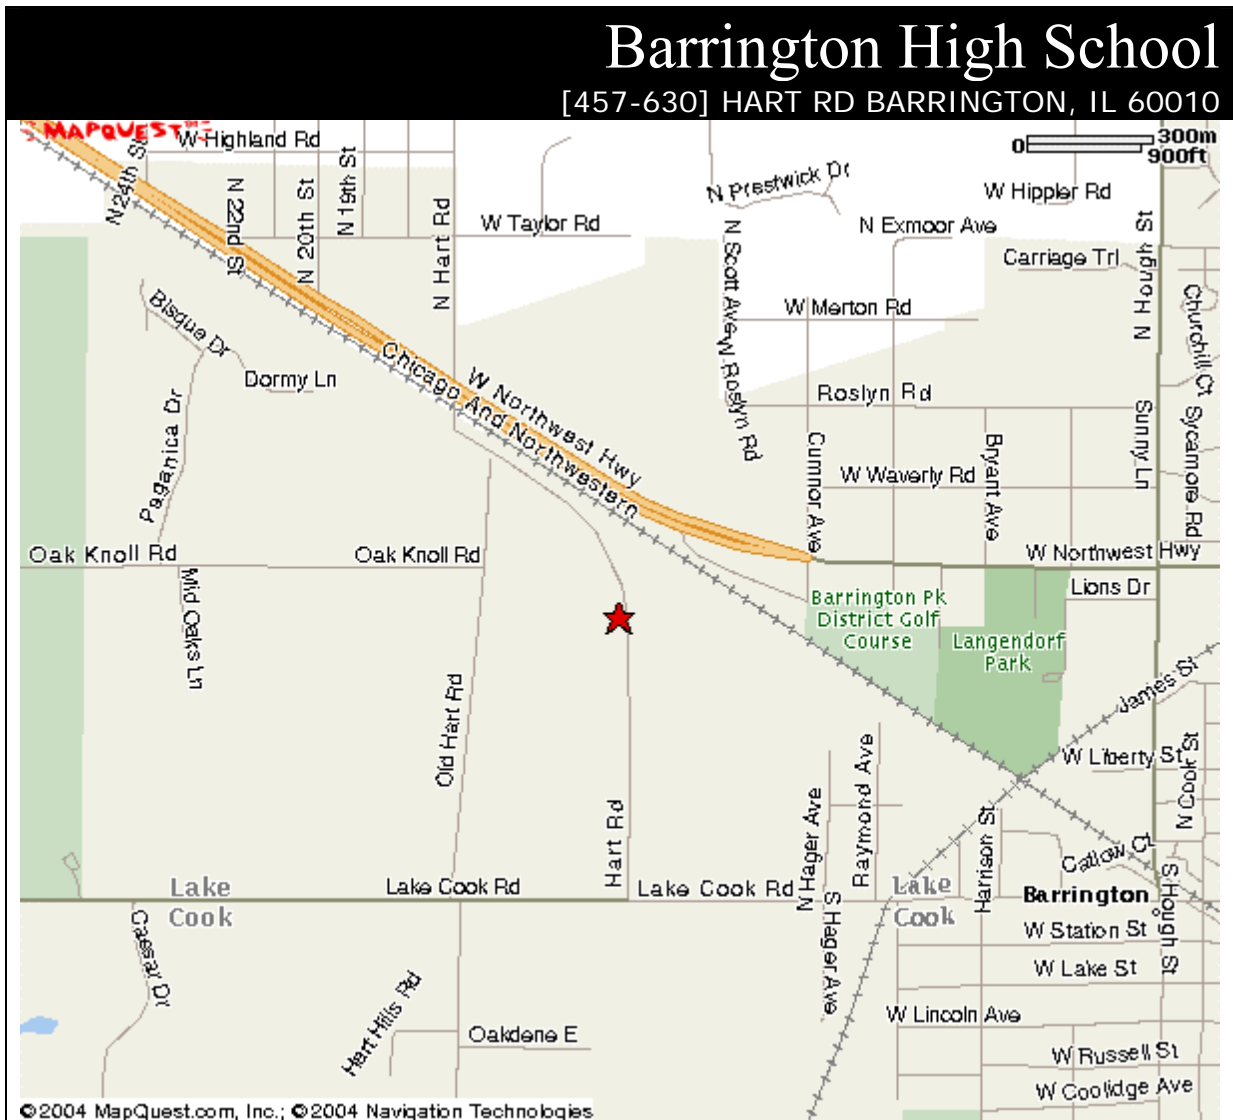 Barrington High School
[457-630] HART RD BARRINGTON, IL 60010
MAPQUEST
W Highland Rd
0
300m
900ft
N 24th St
N 22nd St
N 20th St
N 19th St
N Hart Rd
W Taylor Rd
N Prestwick Dr
W Hippler Rd
N Exmoor Ave
Carriage Trl
N Scott Ave
W Roslyn Rd
W Merton Rd
N Hough St
Churchill Ct
Bisque Dr
Dormy Ln
Paganica Dr
Chicago And Northwestern
W Northwest Hwy
Roslyn Rd
Sunny Ln
Sycamore Rd
Cumnor Ave
W Waverly Rd
Bryant Ave
Oak Knoll Rd
Oak Knoll Rd
W Northwest Hwy
Mid Oaks Ln
Lions Dr
Barrington Pk
District Golf
Course
Langendorf
Park
Old Hart Rd
Hart Rd
James St
W Liberty St
N Cook St
N Hager Ave
Raymond Ave
Harrison St
Catlow Ct
Lake
Cook
Lake Cook Rd
Lake Cook Rd
Lake
Cook
Barrington
S Hough St
Caesar Dr
S Hager Ave
W Station St
W Lake St
Hart Hills Rd
Oakdene E
W Lincoln Ave
W Russell St
W Coolidge Ave
©2004 MapQuest.com, Inc.; ©2004 Navigation Technologies